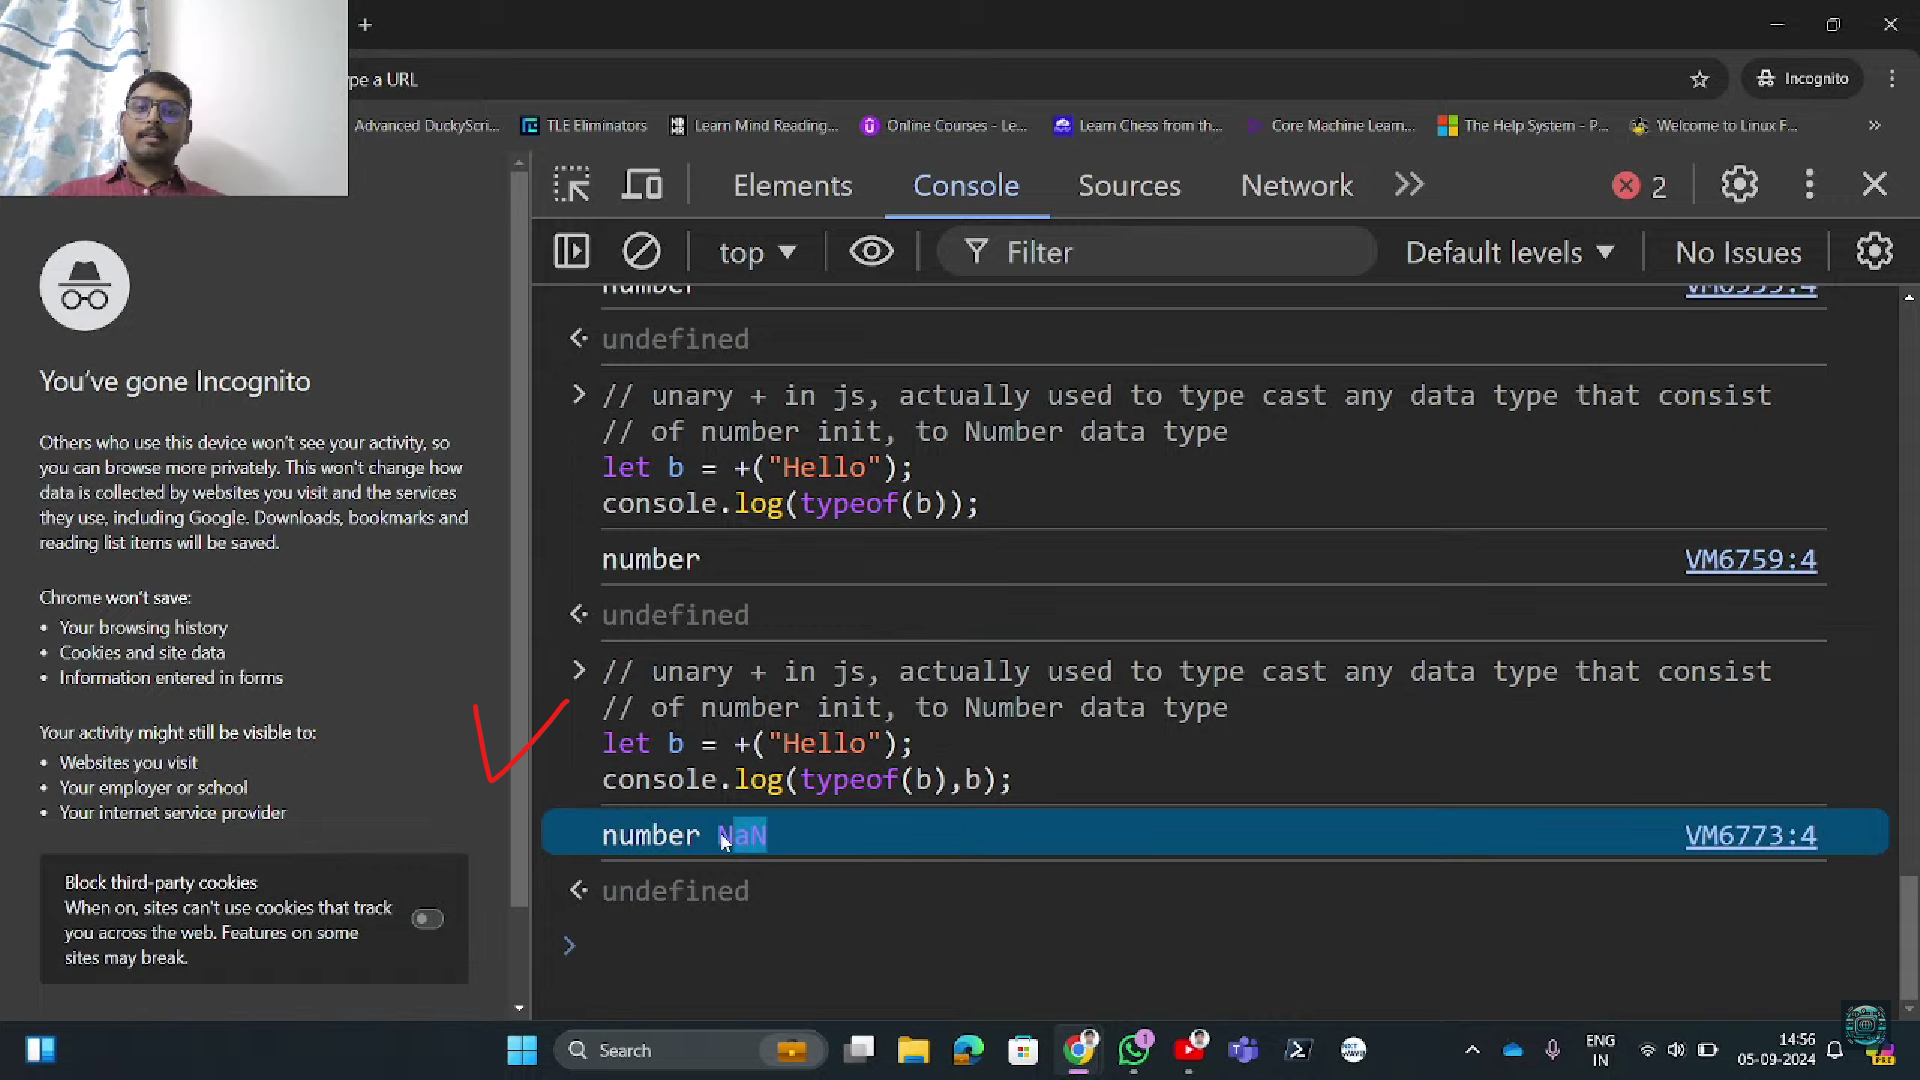 pe a URL
Incognito
Advanced DuckyScri...
TLE Eliminators
Learn Mind Reading...
Online Courses - Le...
Learn Chess from th...
Core Machine Learn...
The Help System - P...
Welcome to Linux F...
Elements
Console
Sources
Network
2
top
Filter
Default levels
No Issues
number
undefined
// unary + in js, actually used to type cast any data type that consist
// of number init, to Number data type
let b = +("Hello");
console.log(typeof(b));
number VM6759:4
undefined
// unary + in js, actually used to type cast any data type that consist
// of number init, to Number data type
let b = +("Hello");
console.log(typeof(b),b);
number NaN VM6773:4
undefined
You've gone Incognito
Others who use this device won't see your activity, so
you can browse more privately. This won't change how
data is collected by websites you visit and the services
they use, including Google. Downloads, bookmarks and
reading list items will be saved.
Chrome won't save:
• Your browsing history
• Cookies and site data
• Information entered in forms
Your activity might still be visible to:
• Websites you visit
• Your employer or school
• Your internet service provider
Block third-party cookies
When on, sites can't use cookies that track
you across the web. Features on some
sites may break.
Search
1
ENG
IN
14:56
05-09-2024